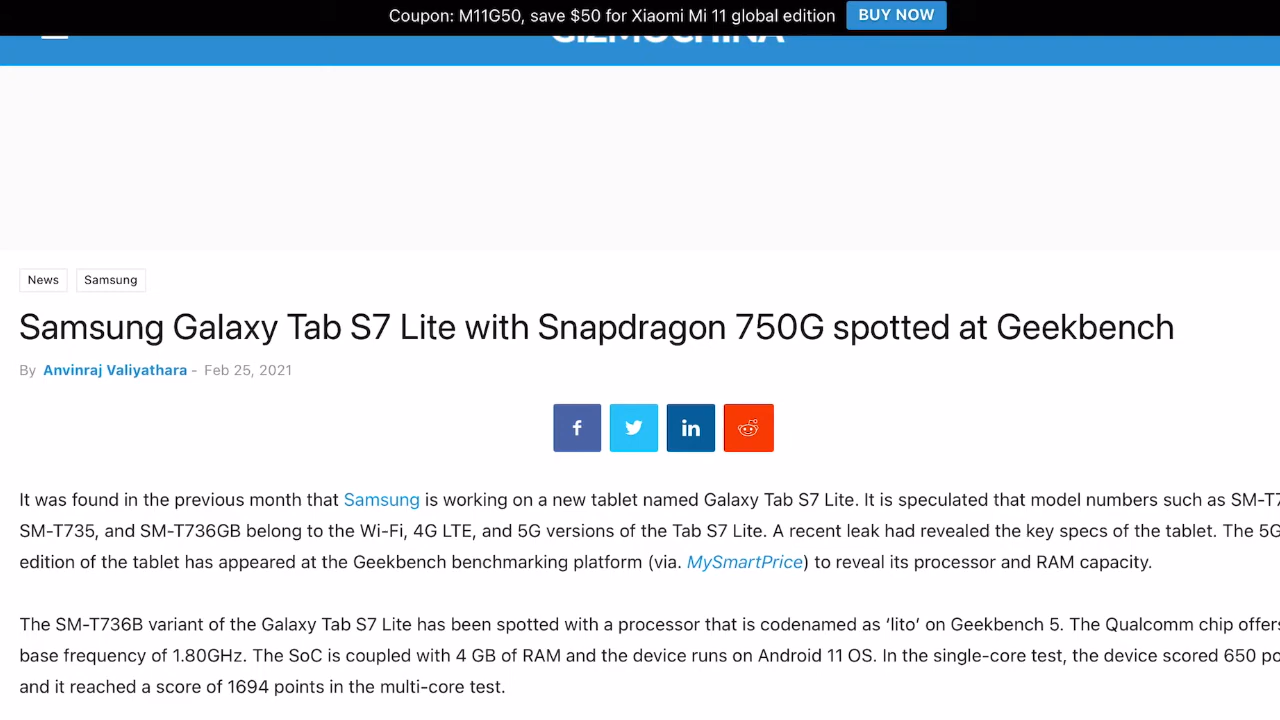 Coupon: M11G50, save $50 for Xiaomi Mi 11 global edition BUY NOW
GIZMOCHINA
News Samsung
Samsung Galaxy Tab S7 Lite with Snapdragon 750G spotted at Geekbench
By Anvinraj Valiyathara - Feb 25, 2021
It was found in the previous month that Samsung is working on a new tablet named Galaxy Tab S7 Lite. It is speculated that model numbers such as
SM-T735, and SM-T736GB belong to the Wi-Fi, 4G LTE, and 5G versions of the Tab S7 Lite. A recent leak had revealed the key specs of the tablet. The 5G
edition of the tablet has appeared at the Geekbench benchmarking platform (via. MySmartPrice) to reveal its processor and RAM capacity.
The SM-T736B variant of the Galaxy Tab S7 Lite has been spotted with a processor that is codenamed as ‘lito’ on Geekbench 5. The Qualcomm chip offers
base frequency of 1.80GHz. The SoC is coupled with 4 GB of RAM and the device runs on Android 11 OS. In the single-core test, the device scored 650
and it reached a score of 1694 points in the multi-core test.